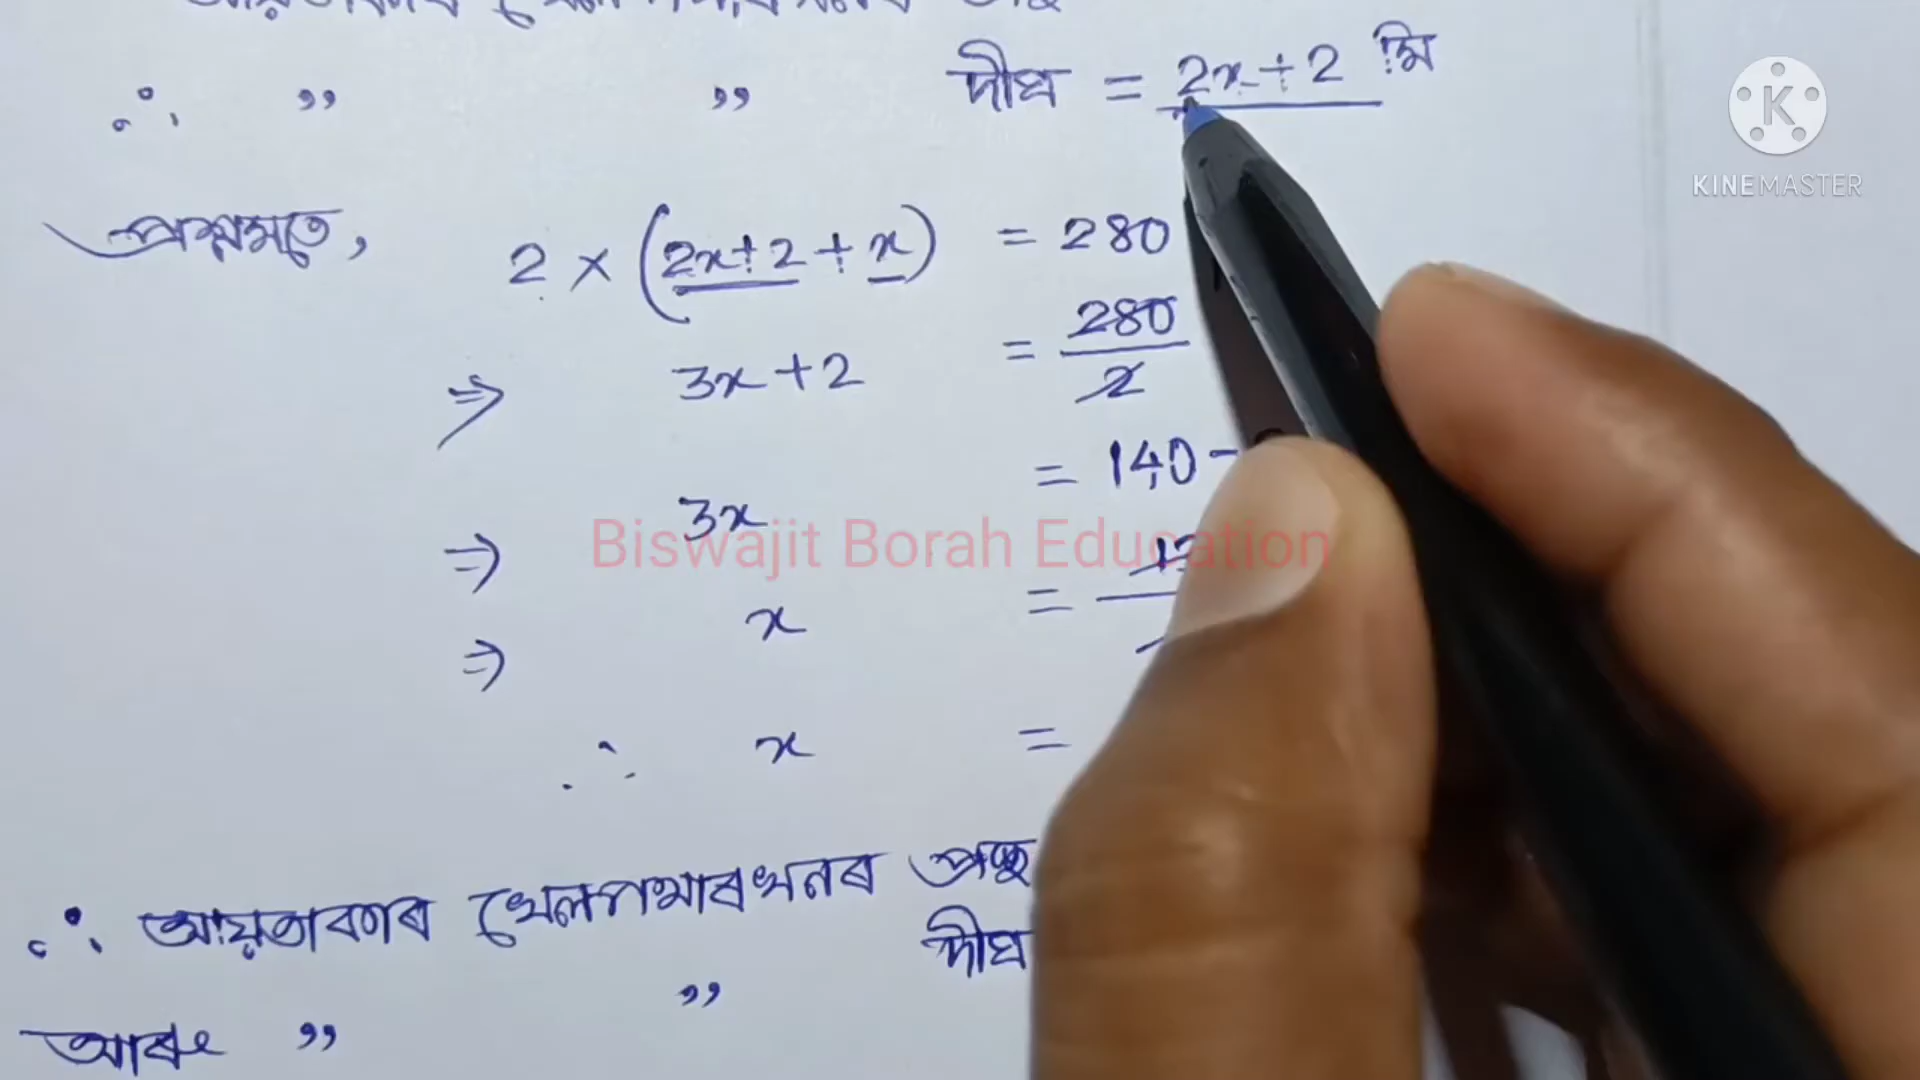 ∴ ,, ,, দীঘ = 2x+2 মি
KINEMASTER
প্ৰশ্নমতে, 2 × (2x+2 + x) = 280
⇒ 3x+2 = 280/2
⇒ 3x = 140 -
Biswajit Borah Education
⇒ x =
∴ x =
∴ আয়তাকাৰ খেলপথাৰখনৰ প্ৰস্থ
আৰু ,, ,, দীঘ